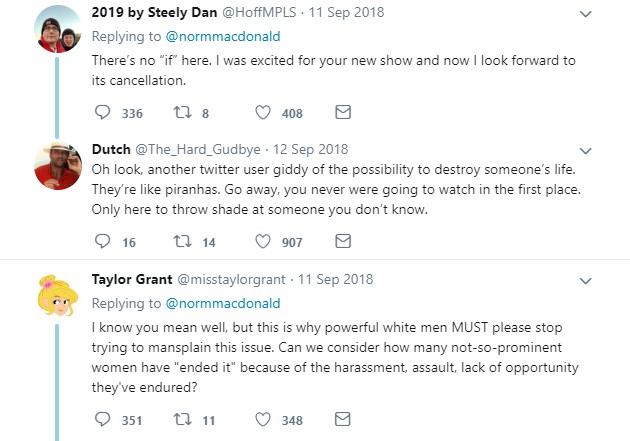 2019 by Steely Dan @HoffMPLS · 11 Sep 2018
Replying to @normmacdonald
There's no “if” here. I was excited for your new show and now I look forward to
its cancellation.
336 8 408
Dutch @The_Hard_Gudbye · 12 Sep 2018
Oh look, another twitter user giddy of the possibility to destroy someone's life.
They're like piranhas. Go away, you never were going to watch in the first place.
Only here to throw shade at someone you don't know.
16 14 907
Taylor Grant @misstaylorgrant · 11 Sep 2018
Replying to @normmacdonald
I know you mean well, but this is why powerful white men MUST please stop
trying to mansplain this issue. Can we consider how many not-so-prominent
women have "ended it" because of the harassment, assault, lack of opportunity
they've endured?
351 11 348